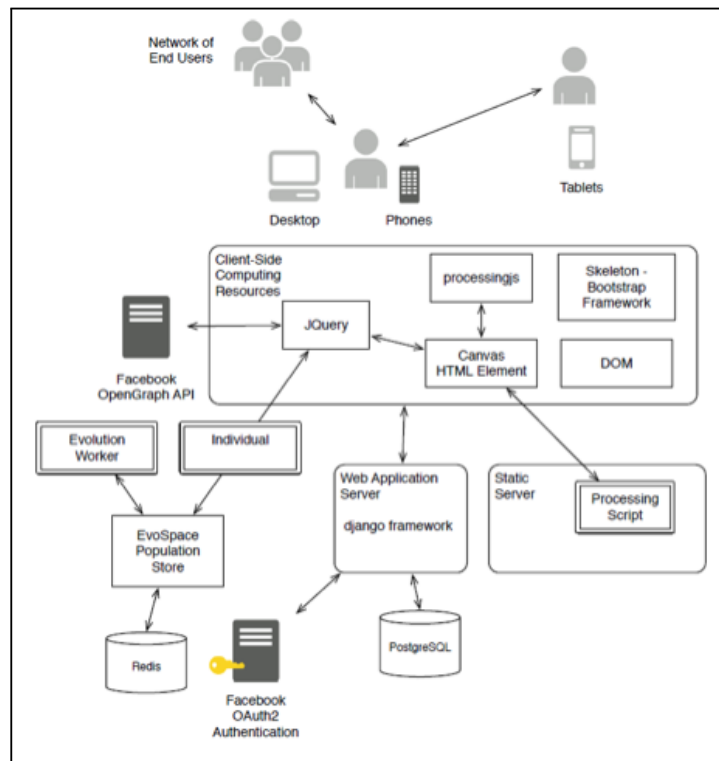 Network of
End Users
Desktop
Phones
Tablets
Client-Side
Computing
Resources
processingjs
Skeleton -
Bootstrap
Framework
JQuery
Canvas
HTML Element
DOM
Facebook
OpenGraph API
Evolution
Worker
Individual
Web Application
Server
django framework
Static
Server
Processing
Script
EvoSpace
Population
Store
Redis
PostgreSQL
Facebook
OAuth2
Authentication